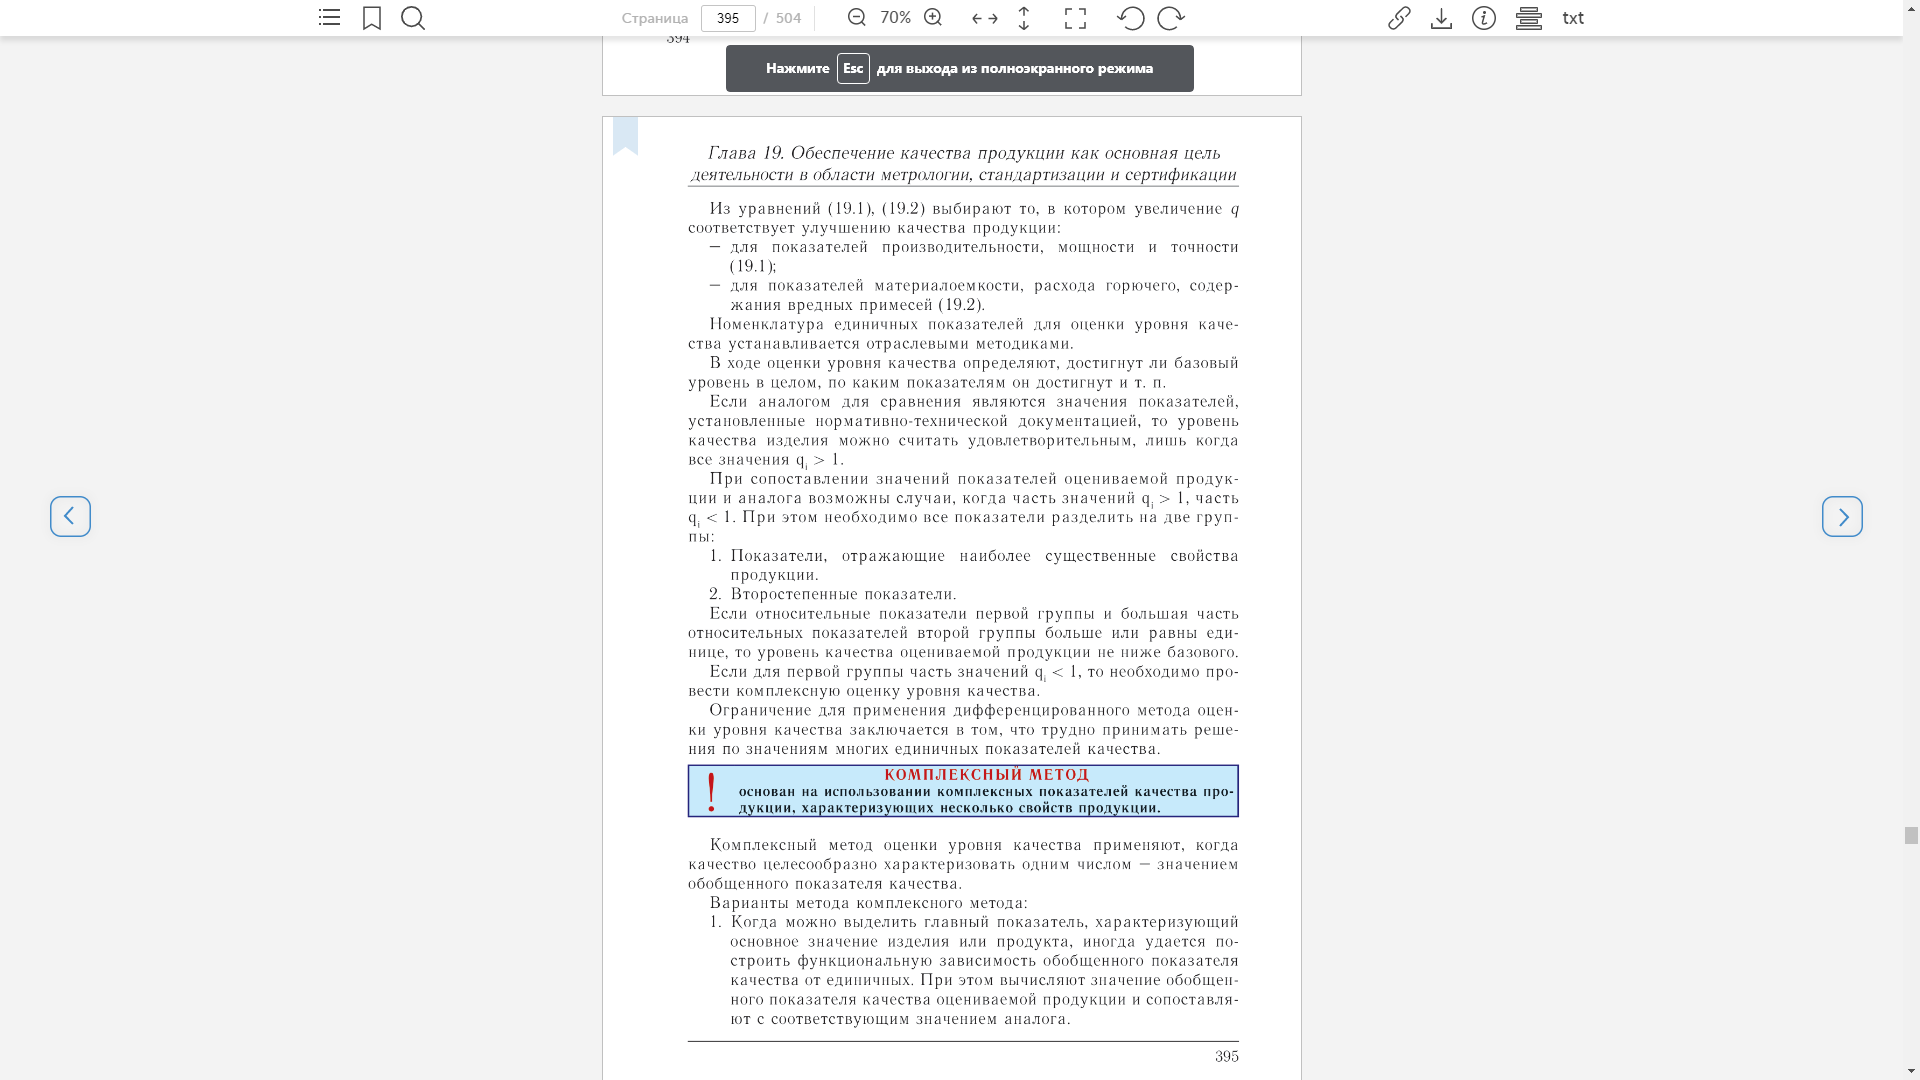 Страница 395 / 504 70% txt
394
Нажмите Esc для выхода из полноэкранного режима
Глава 19. Обеспечение качества продукции как основная цель
деятельности в области метрологии, стандартизации и сертификации
Из уравнений (19.1), (19.2) выбирают то, в котором увеличение q
соответствует улучшению качества продукции:
– для показателей производительности, мощности и точности
(19.1);
– для показателей материалоемкости, расхода горючего, содер-
жания вредных примесей (19.2).
Номенклатура единичных показателей для оценки уровня каче-
ства устанавливается отраслевыми методиками.
В ходе оценки уровня качества определяют, достигнут ли базовый
уровень в целом, по каким показателям он достигнут и т. п.
Если аналогом для сравнения являются значения показателей,
установленные нормативно-технической документацией, то уровень
качества изделия можно считать удовлетворительным, лишь когда
все значения qi > 1.
При сопоставлении значений показателей оцениваемой продук-
ции и аналога возможны случаи, когда часть значений qi > 1, часть
qi < 1. При этом необходимо все показатели разделить на две груп-
пы:
1. Показатели, отражающие наиболее существенные свойства
продукции.
2. Второстепенные показатели.
Если относительные показатели первой группы и большая часть
относительных показателей второй группы больше или равны еди-
нице, то уровень качества оцениваемой продукции не ниже базового.
Если для первой группы часть значений qi < 1, то необходимо про-
вести комплексную оценку уровня качества.
Ограничение для применения дифференцированного метода оцен-
ки уровня качества заключается в том, что трудно принимать реше-
ния по значениям многих единичных показателей качества.
! КОМПЛЕКСНЫЙ МЕТОД
основан на использовании комплексных показателей качества про-
дукции, характеризующих несколько свойств продукции.
Комплексный метод оценки уровня качества применяют, когда
качество целесообразно характеризовать одним числом – значением
обобщенного показателя качества.
Варианты метода комплексного метода:
1. Когда можно выделить главный показатель, характеризующий
основное значение изделия или продукта, иногда удается по-
строить функциональную зависимость обобщенного показателя
качества от единичных. При этом вычисляют значение обобщен-
ного показателя качества оцениваемой продукции и сопоставля-
ют с соответствующим значением аналога.
395